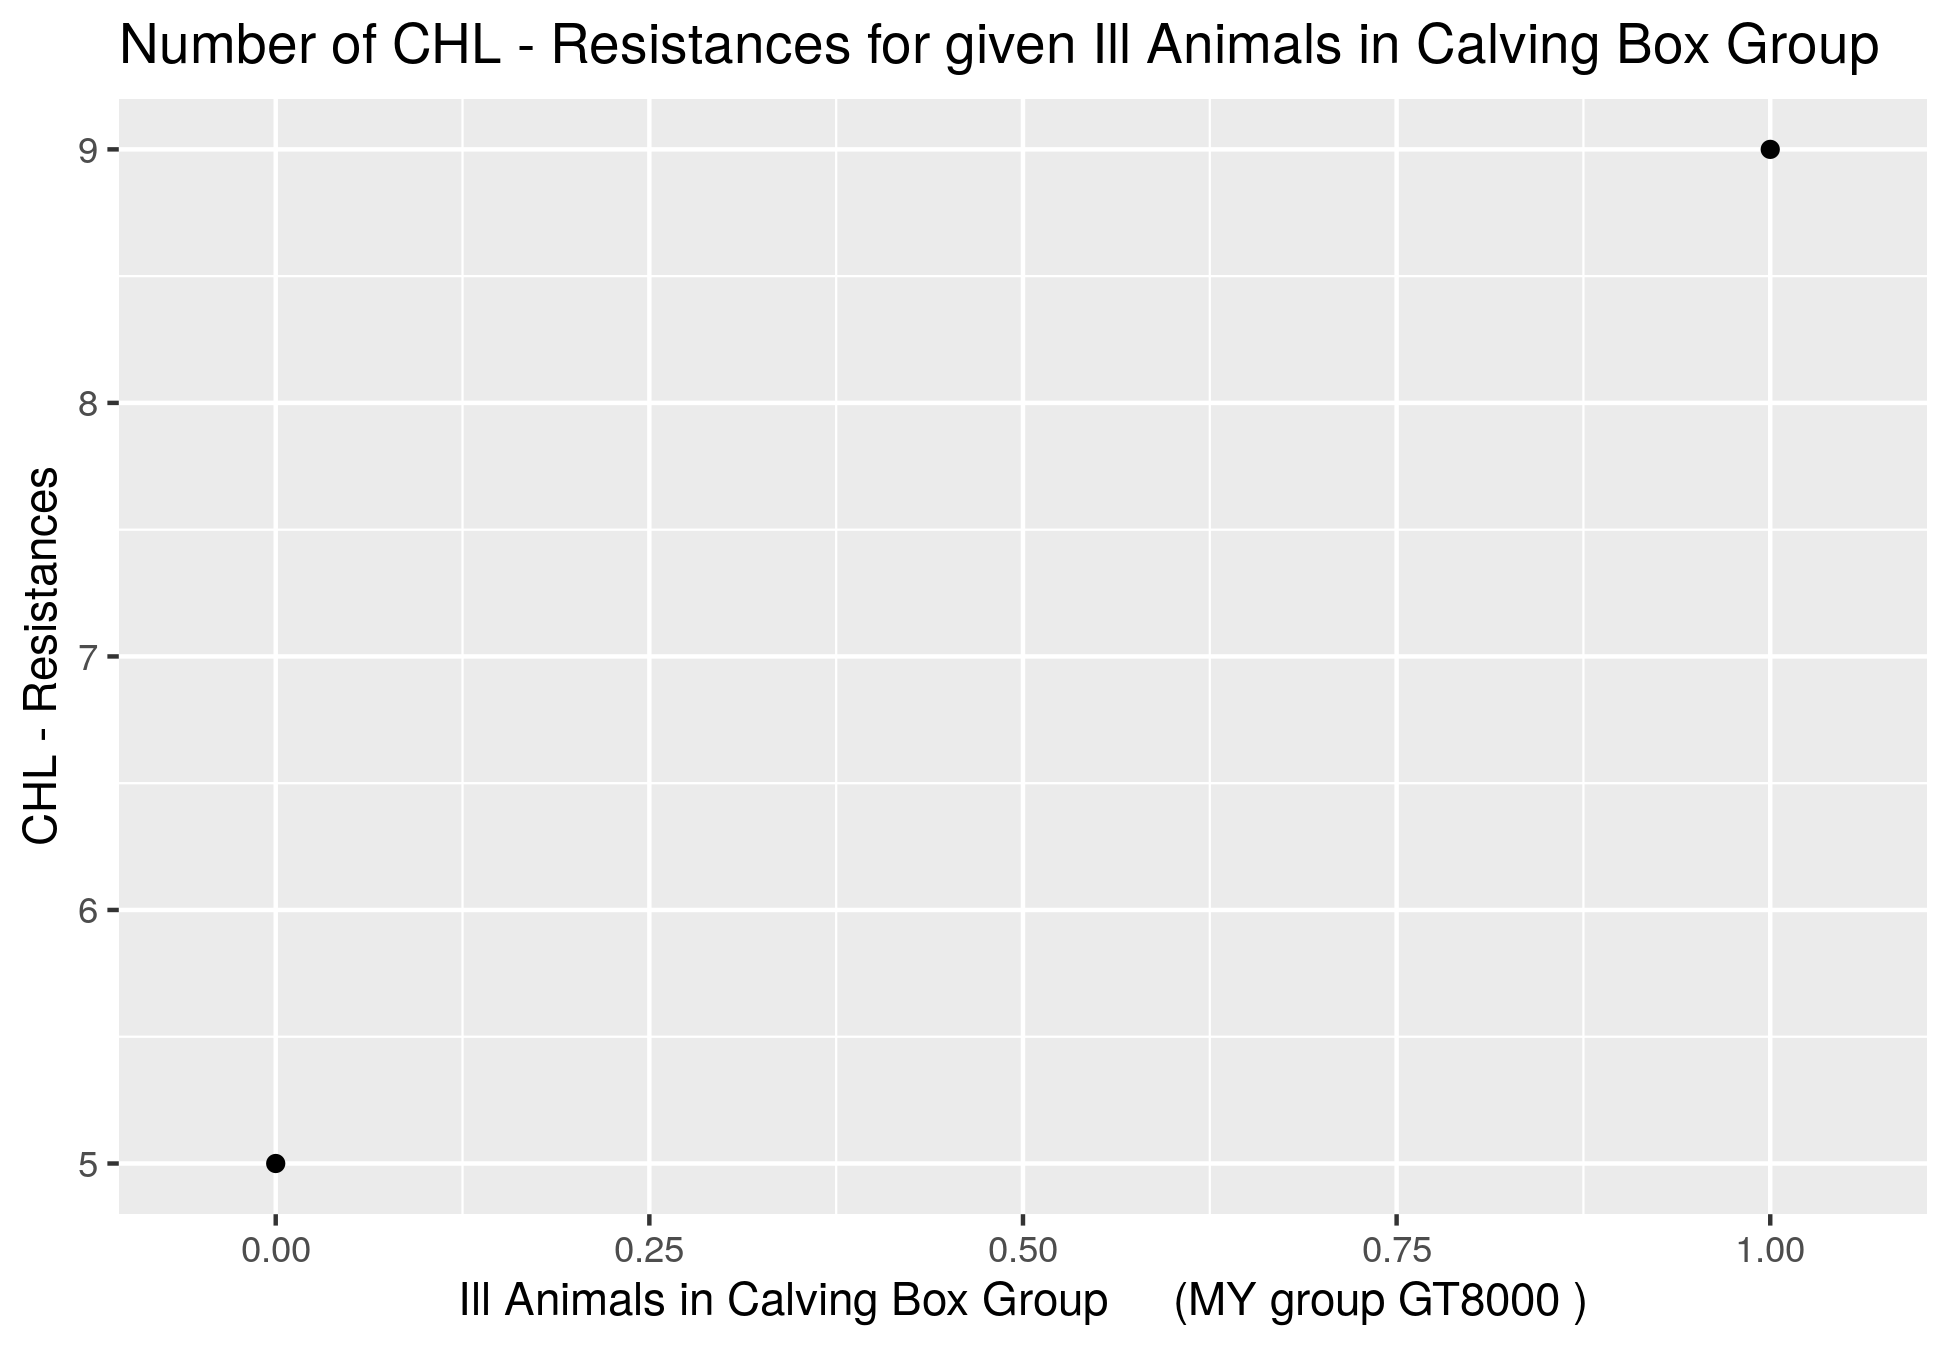 Number of CHL - Resistances for given Ill Animals in Calving Box Group
9
8
7
6
5
CHL - Resistances
0.00 0.25 0.50 0.75 1.00
Ill Animals in Calving Box Group (MY group GT8000 )